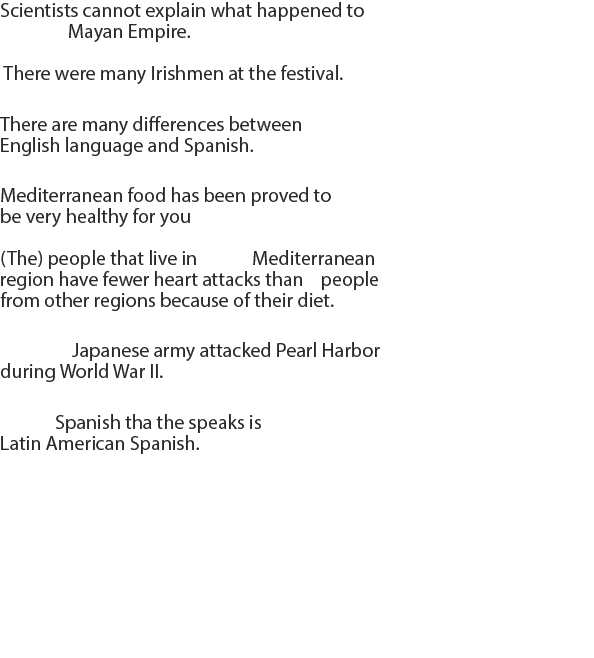 Scientists cannot explain what happened to
Mayan Empire.
There were many Irishmen at the festival.
There are many differences between
English language and Spanish.
Mediterranean food has been proved to
be very healthy for you
(The) people that live in Mediterranean
region have fewer heart attacks than people
from other regions because of their diet.
Japanese army attacked Pearl Harbor
during World War II.
Spanish tha the speaks is
Latin American Spanish.